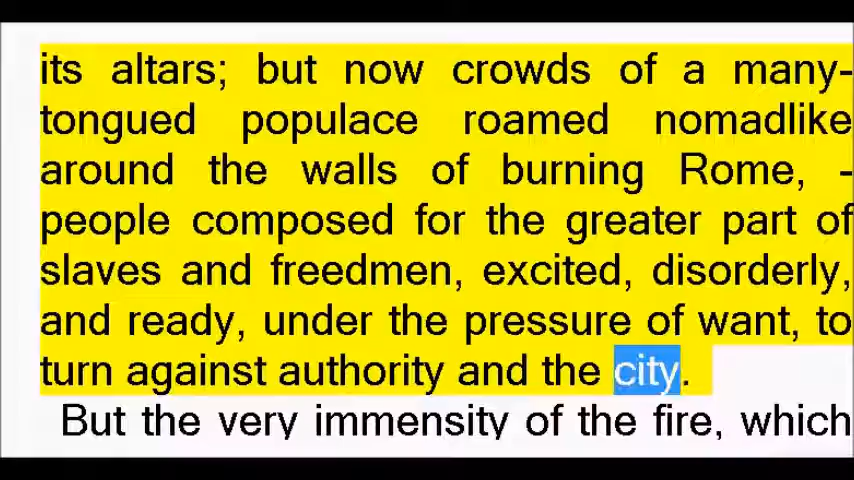 its altars; but now crowds of a many-
tongued populace roamed nomadlike
around the walls of burning Rome, -
people composed for the greater part of
slaves and freedmen, excited, disorderly,
and ready, under the pressure of want, to
turn against authority and the city.
But the very immensity of the fire, which